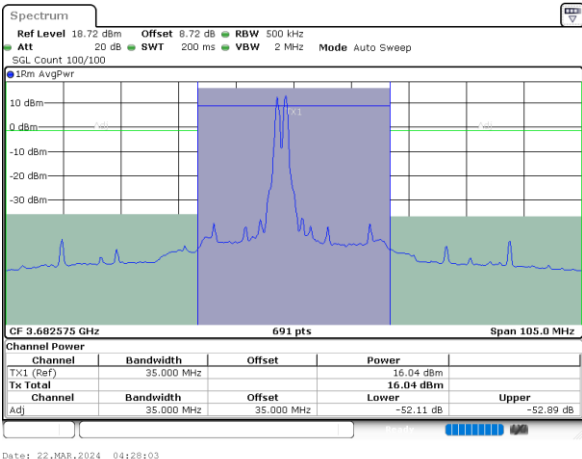 Spectrum
Ref Level 18.72 dBm Offset 8.72 dB RBW 500 kHz
Att 20 dB SWT 200 ms VBW 2 MHz Mode Auto Sweep
SGL Count 100/100
1Rm AvgPwr
10 dBm
TX1
0 dBm
Adj Adj
-10 dBm
-20 dBm
-30 dBm
CF 3.682575 GHz 691 pts Span 105.0 MHz
Channel Power
Channel Bandwidth Offset Power
TX1 (Ref) 35.000 MHz 16.04 dBm
Tx Total 16.04 dBm
Channel Bandwidth Offset Lower Upper
Adj 35.000 MHz 35.000 MHz -52.11 dB -52.89 dB
Ready
Date: 22.MAR.2024 04:28:03